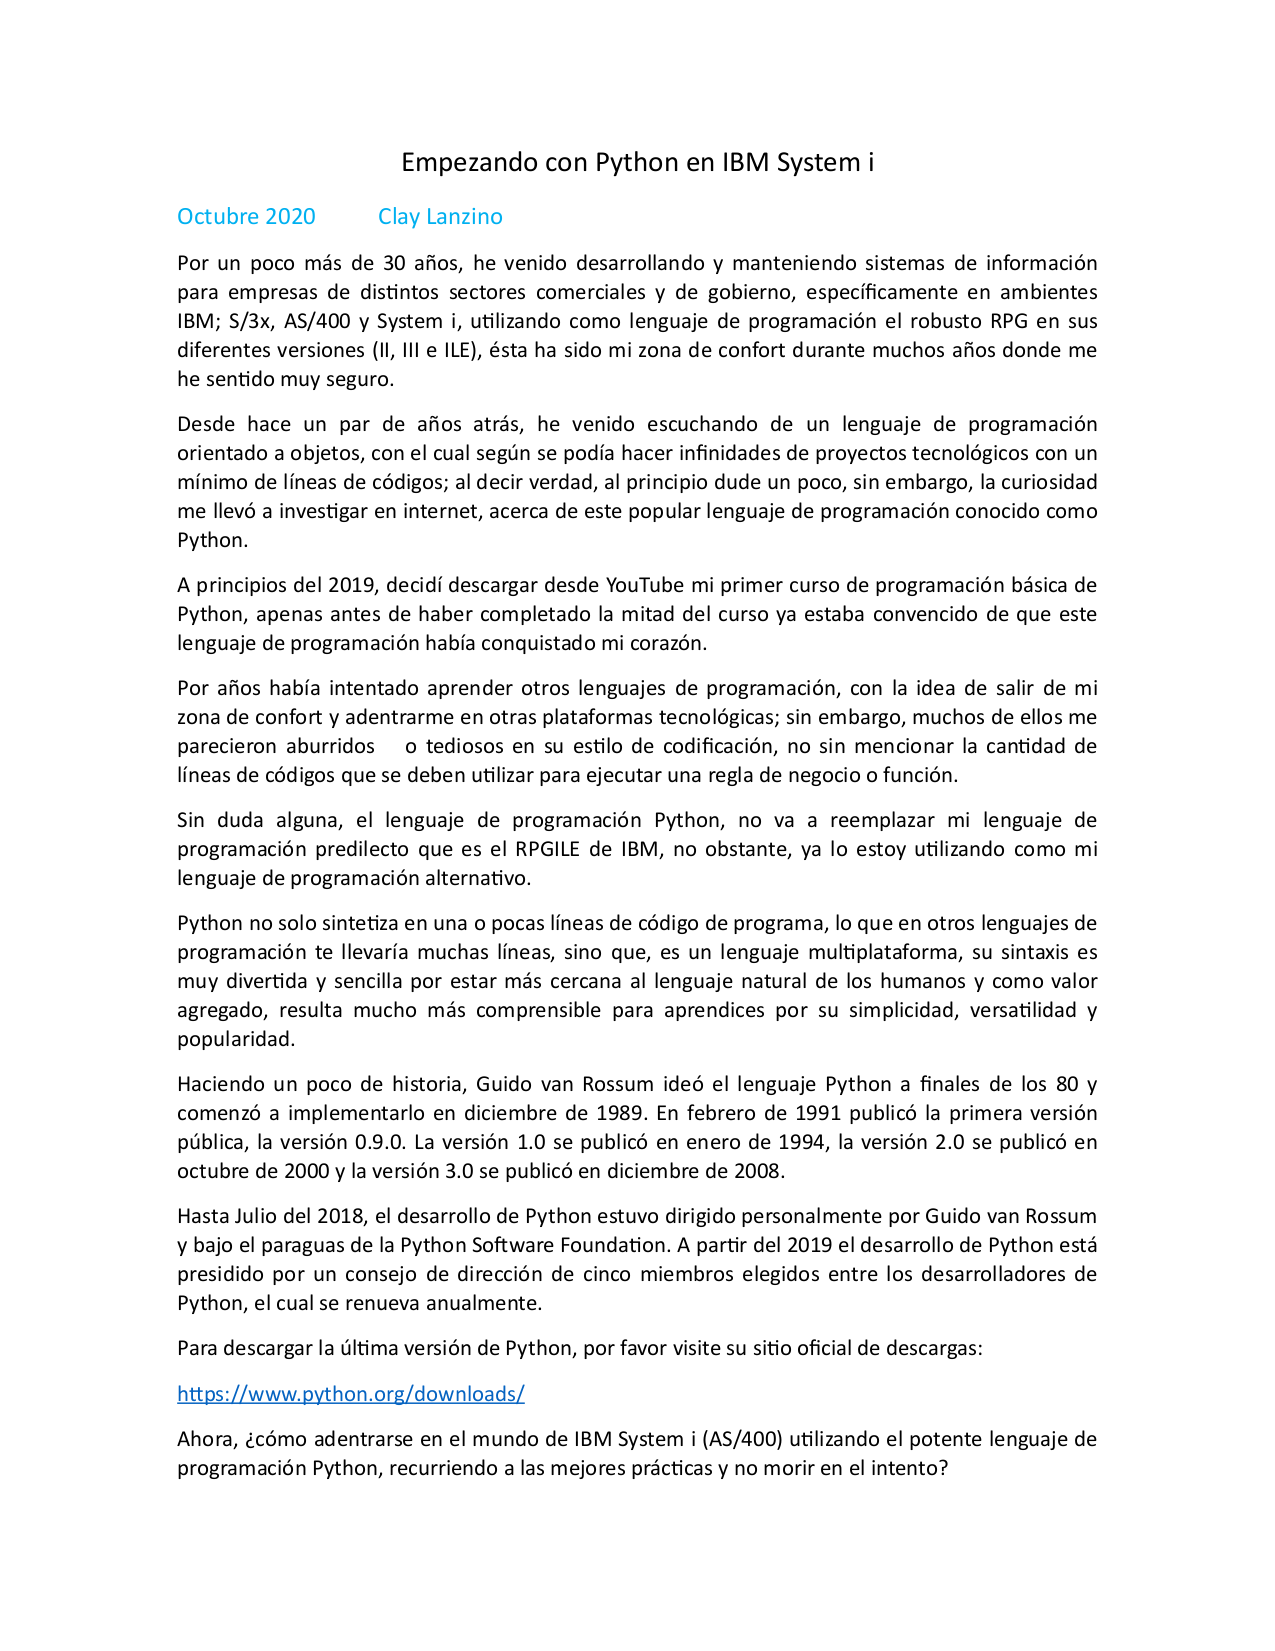 Empezando con Python en IBM System i
Octubre 2020 Clay Lanzino
Por un poco más de 30 años, he venido desarrollando y manteniendo sistemas de información
para empresas de distintos sectores comerciales y de gobierno, específicamente en ambientes
IBM; S/3x, AS/400 y System i, utilizando como lenguaje de programación el robusto RPG en sus
diferentes versiones (II, III e ILE), ésta ha sido mi zona de confort durante muchos años donde me
he sentido muy seguro.
Desde hace un par de años atrás, he venido escuchando de un lenguaje de programación
orientado a objetos, con el cual según se podía hacer infinidades de proyectos tecnológicos con un
mínimo de líneas de códigos; al decir verdad, al principio dude un poco, sin embargo, la curiosidad
me llevó a investigar en internet, acerca de este popular lenguaje de programación conocido como
Python.
A principios del 2019, decidí descargar desde YouTube mi primer curso de programación básica de
Python, apenas antes de haber completado la mitad del curso ya estaba convencido de que este
lenguaje de programación había conquistado mi corazón.
Por años había intentado aprender otros lenguajes de programación, con la idea de salir de mi
zona de confort y adentrarme en otras plataformas tecnológicas; sin embargo, muchos de ellos me
parecieron aburridos o tediosos en su estilo de codificación, no sin mencionar la cantidad de
líneas de códigos que se deben utilizar para ejecutar una regla de negocio o función.
Sin duda alguna, el lenguaje de programación Python, no va a reemplazar mi lenguaje de
programación predilecto que es el RPGILE de IBM, no obstante, ya lo estoy utilizando como mi
lenguaje de programación alternativo.
Python no solo sintetiza en una o pocas líneas de código de programa, lo que en otros lenguajes de
programación te llevaría muchas líneas, sino que, es un lenguaje multiplataforma, su sintaxis es
muy divertida y sencilla por estar más cercana al lenguaje natural de los humanos y como valor
agregado, resulta mucho más comprensible para aprendices por su simplicidad, versatilidad y
popularidad.
Haciendo un poco de historia, Guido van Rossum ideó el lenguaje Python a finales de los 80 y
comenzó a implementarlo en diciembre de 1989. En febrero de 1991 publicó la primera versión
pública, la versión 0.9.0. La versión 1.0 se publicó en enero de 1994, la versión 2.0 se publicó en
octubre de 2000 y la versión 3.0 se publicó en diciembre de 2008.
Hasta Julio del 2018, el desarrollo de Python estuvo dirigido personalmente por Guido van Rossum
y bajo el paraguas de la Python Software Foundation. A partir del 2019 el desarrollo de Python está
presidido por un consejo de dirección de cinco miembros elegidos entre los desarrolladores de
Python, el cual se renueva anualmente.
Para descargar la última versión de Python, por favor visite su sitio oficial de descargas:
https://www.python.org/downloads/
Ahora, ¿cómo adentrarse en el mundo de IBM System i (AS/400) utilizando el potente lenguaje de
programación Python, recurriendo a las mejores prácticas y no morir en el intento?